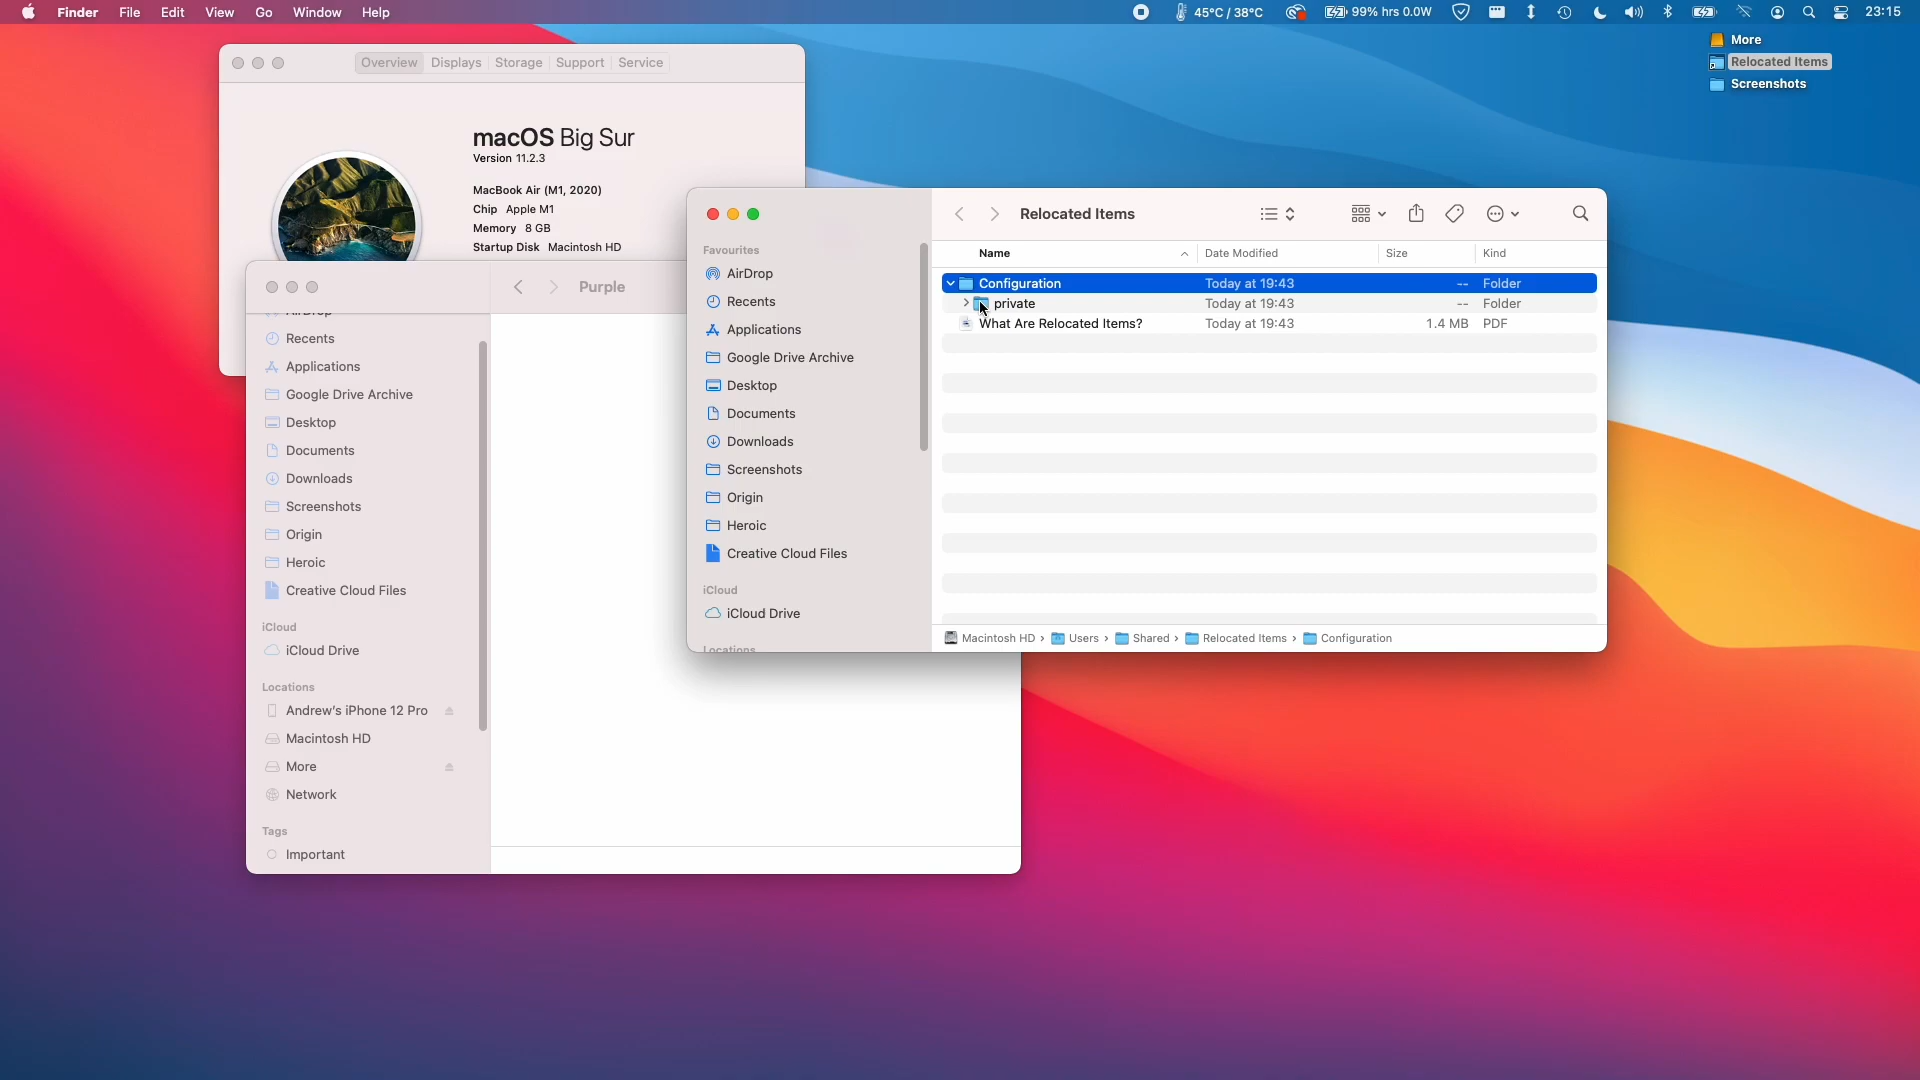 Finder File Edit View Go Window Help
45°C / 38°C 99% hrs 0.0W 23:15
More
Relocated Items
Screenshots
Overview Displays Storage Support Service
macOS Big Sur
Version 11.2.3
MacBook Air (M1, 2020)
Chip Apple M1
Memory 8 GB
Startup Disk Macintosh HD
Purple
Recents
Applications
Google Drive Archive
Desktop
Documents
Downloads
Screenshots
Origin
Heroic
Creative Cloud Files
iCloud
iCloud Drive
Locations
Andrew's iPhone 12 Pro
Macintosh HD
More
Network
Tags
Important
Relocated Items
Favourites
AirDrop
Recents
Applications
Google Drive Archive
Desktop
Documents
Downloads
Screenshots
Origin
Heroic
Creative Cloud Files
iCloud
iCloud Drive
Locations
Name Date Modified Size Kind
Configuration Today at 19:43 -- Folder
private Today at 19:43 -- Folder
What Are Relocated Items? Today at 19:43 1.4 MB PDF
Macintosh HD › Users › Shared › Relocated Items › Configuration